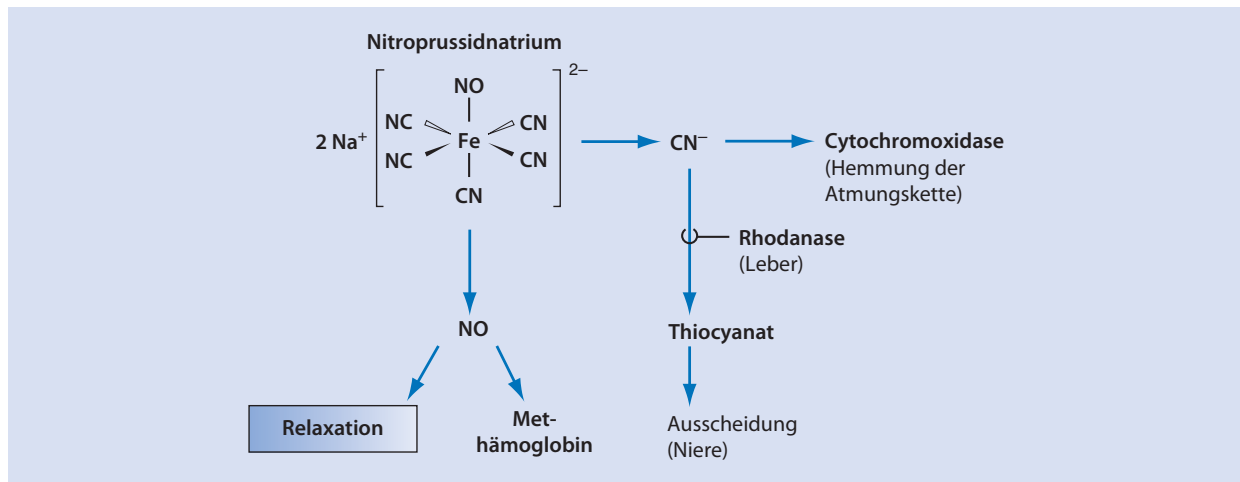 Nitroprussidnatrium
2–
NO
NC CN
2 Na+ Fe
NC CN
CN
CN–
Cytochromoxidase
(Hemmung der
Atmungskette)
Rhodanase
(Leber)
NO
Thiocyanat
Relaxation
Met-
hämoglobin
Ausscheidung
(Niere)